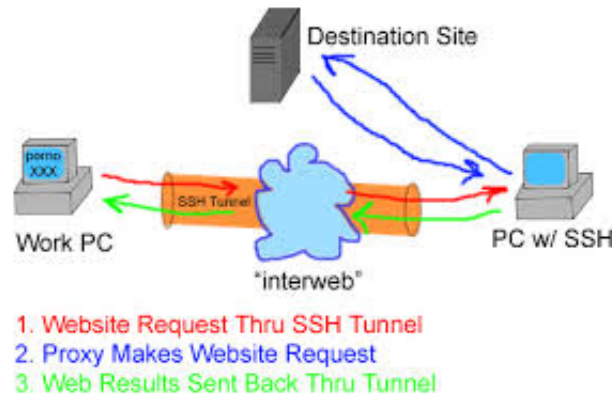 Destination Site
porno
XXX
SSH Tunnel
Work PC
PC w/ SSH
"interweb"
1. Website Request Thru SSH Tunnel
2. Proxy Makes Website Request
3. Web Results Sent Back Thru Tunnel